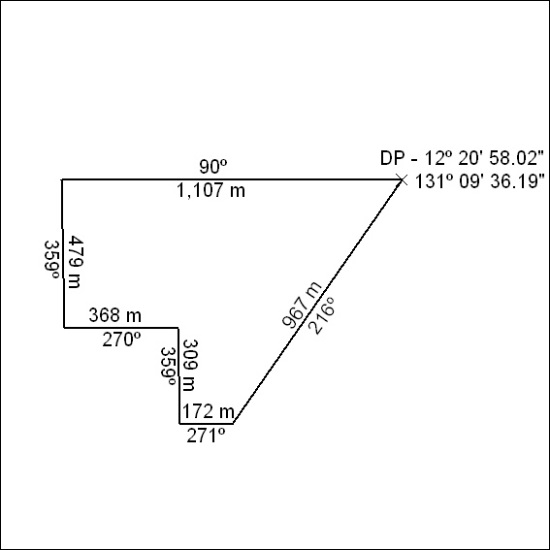 90º
1,107 m
DP - 12º 20' 58.02"
131º 09' 36.19"
479 m
359º
368 m
270º
309 m
359º
967 m
216º
172 m
271º